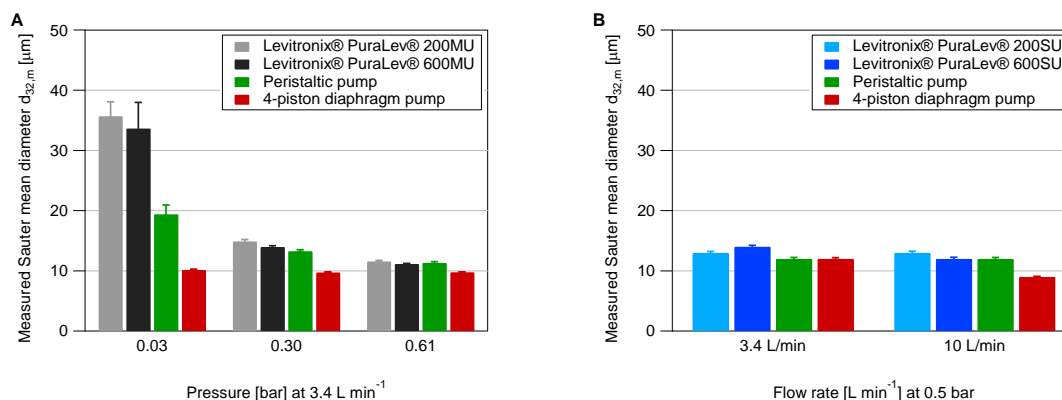 A
Measured Sauter mean diameter d32,m [μm]
50
40
30
20
10
0
Levitronix® PuraLev® 200MU
Levitronix® PuraLev® 600MU
Peristaltic pump
4-piston diaphragm pump
0.03 0.30 0.61
Pressure [bar] at 3.4 L min⁻¹
B
Measured Sauter mean diameter d32,m [μm]
50
40
30
20
10
0
Levitronix® PuraLev® 200SU
Levitronix® PuraLev® 600SU
Peristaltic pump
4-piston diaphragm pump
3.4 L/min 10 L/min
Flow rate [L min⁻¹] at 0.5 bar